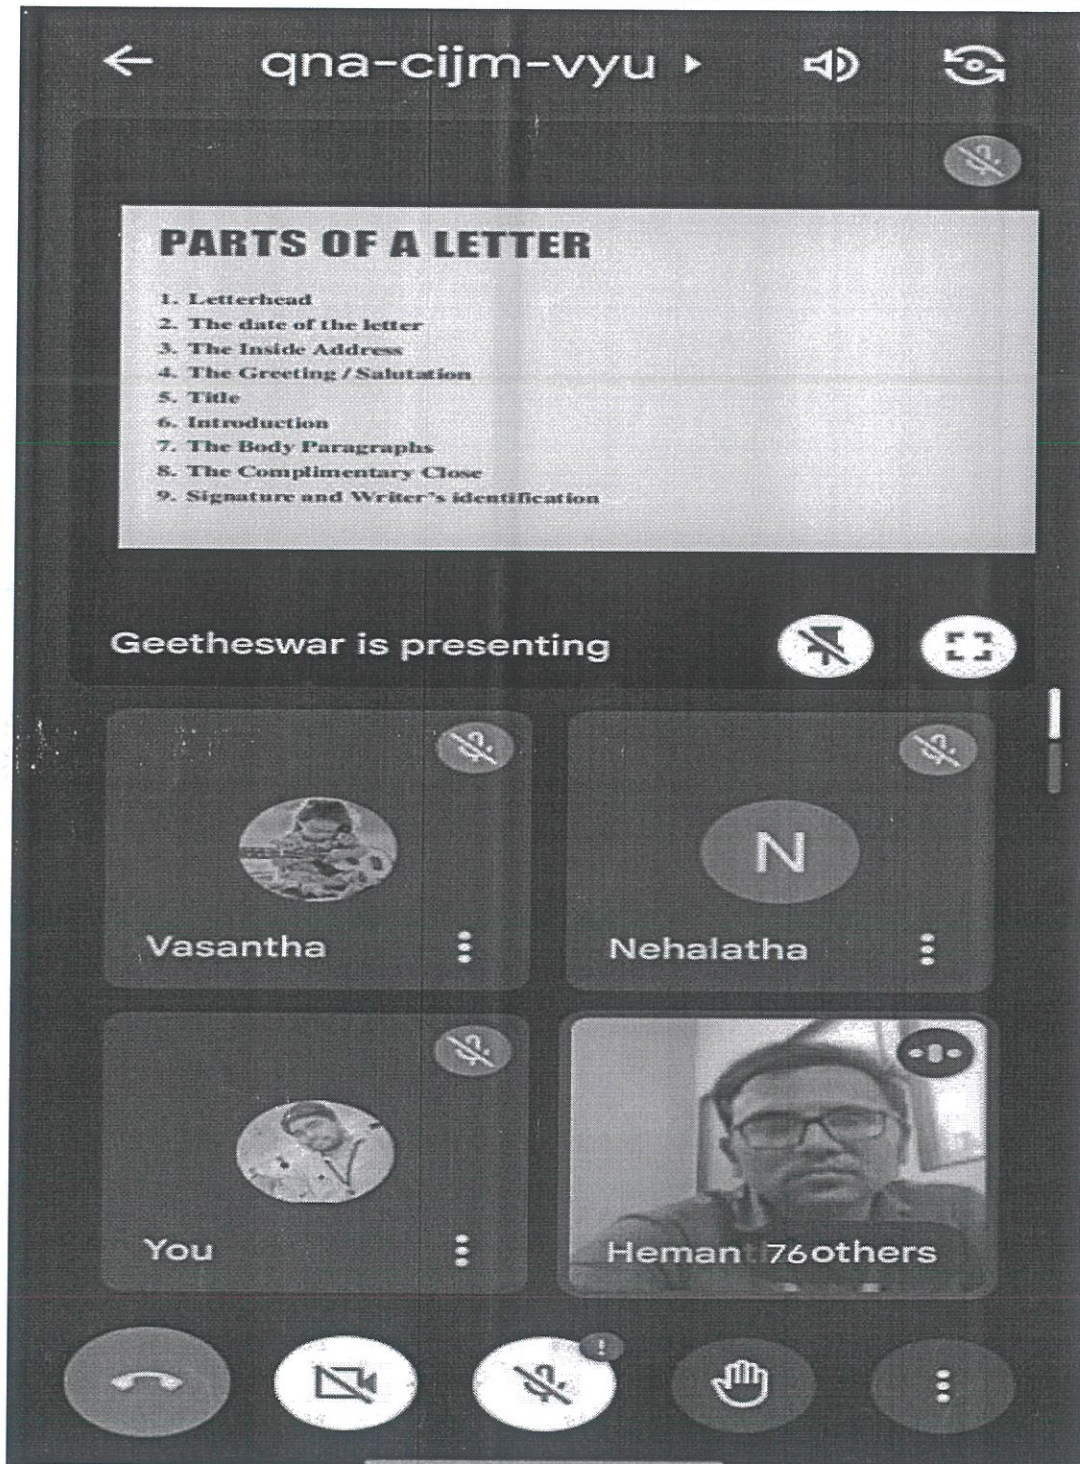 qna-cijm-vyu
PARTS OF A LETTER
1. Letterhead
2. The date of the letter
3. The Inside Address
4. The Greeting / Salutation
5. Title
6. Introduction
7. The Body Paragraphs
8. The Complimentary Close
9. Signature and Writer's identification
Geetheswar is presenting
N
Vasantha
Nehalatha
You
Heman 76others